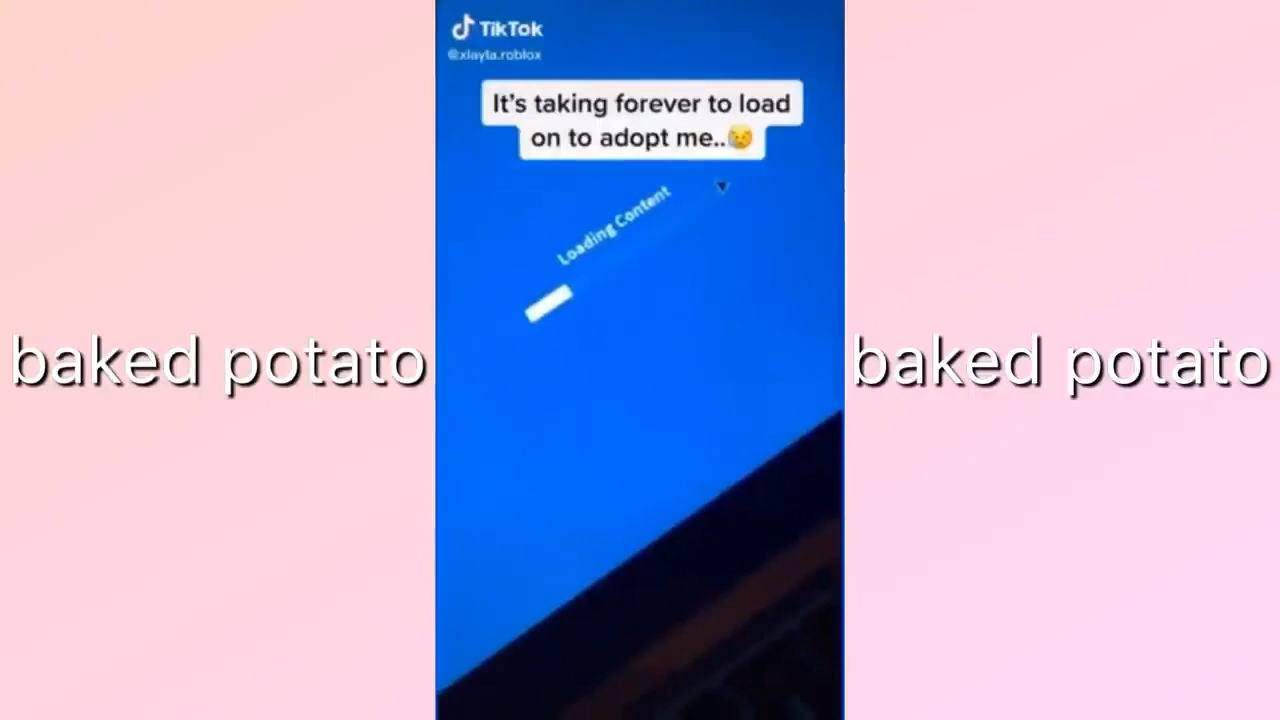 TikTok
@xlayla.roblox
It's taking forever to load
on to adopt me..😢
Loading Content
baked potato
baked potato